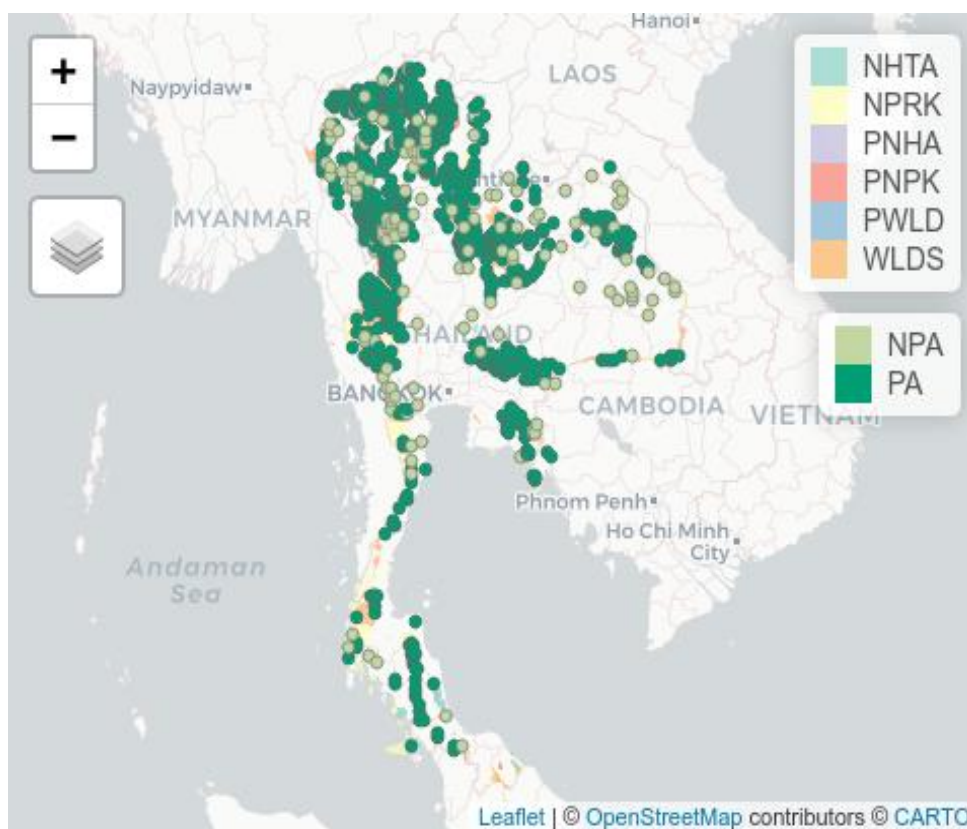 Hanoi
+
LAOS
NHTA
NPRK
PNHA
PNPK
PWLD
WLDS
Naypyidaw
−
MYANMAR
NPA
PA
THAILAND
BANGKOK
CAMBODIA
VIETNAM
Phnom Penh
Ho Chi Minh
City
Andaman
Sea
Leaflet | © OpenStreetMap contributors © CARTO